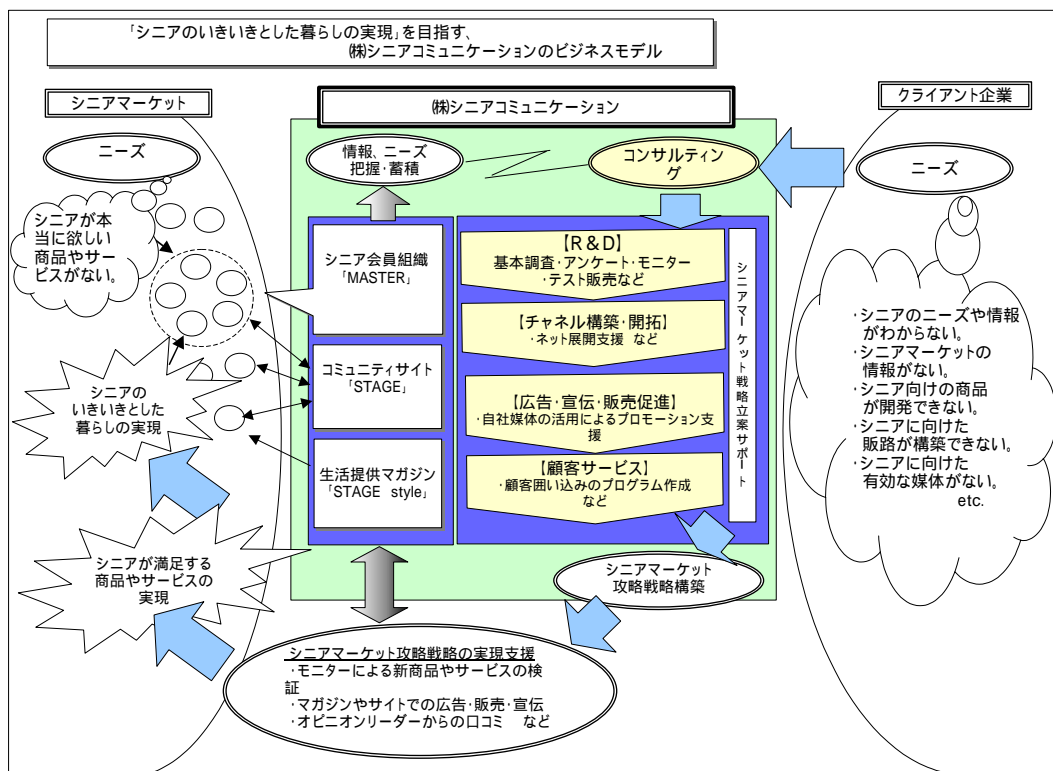 「シニアのいきいきとした暮らしの実現」を目指す、
㈱シニアコミュニケーションのビジネスモデル
シニアマーケット
㈱シニアコミュニケーション
クライアント企業
ニーズ
情報、ニーズ
把握・蓄積
コンサルティン
グ
ニーズ
シニアが本
当に欲しい
商品やサー
ビスがない。
シニア会員組織
「MASTER」
コミュニティサイト
「STAGE」
生活提供マガジン
「STAGE style」
【R&D】
基本調査・アンケート・モニター
・テスト販売など
【チャネル構築・開拓】
・ネット展開支援 など
【広告・宣伝・販売促進】
・自社媒体の活用によるプロモーション支
援
【顧客サービス】
・顧客囲い込みのプログラム作成
など
シニアマーケット戦略立案サポート
・シニアのニーズや情報
がわからない。
・シニアマーケットの
情報がない。
・シニア向けの商品
が開発できない。
・シニアに向けた
販路が構築できない。
・シニアに向けた
有効な媒体がない。
etc.
シニアの
いきいきとした
暮らしの実現
シニアが満足する
商品やサービスの
実現
シニアマーケット
攻略戦略構築
シニアマーケット攻略戦略の実現支援
・モニターによる新商品やサービスの検
証
・マガジンやサイトでの広告・販売・宣伝
・オピニオンリーダーからの口コミ など